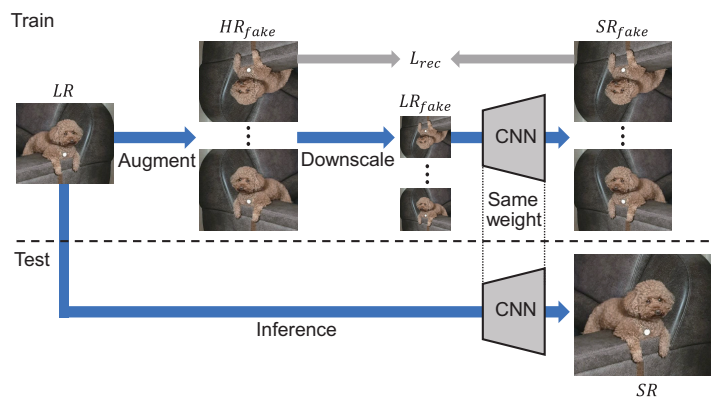 Train
HR_fake
SR_fake
L_rec
LR
LR_fake
CNN
Augment
Downscale
Same
weight
Test
CNN
Inference
SR